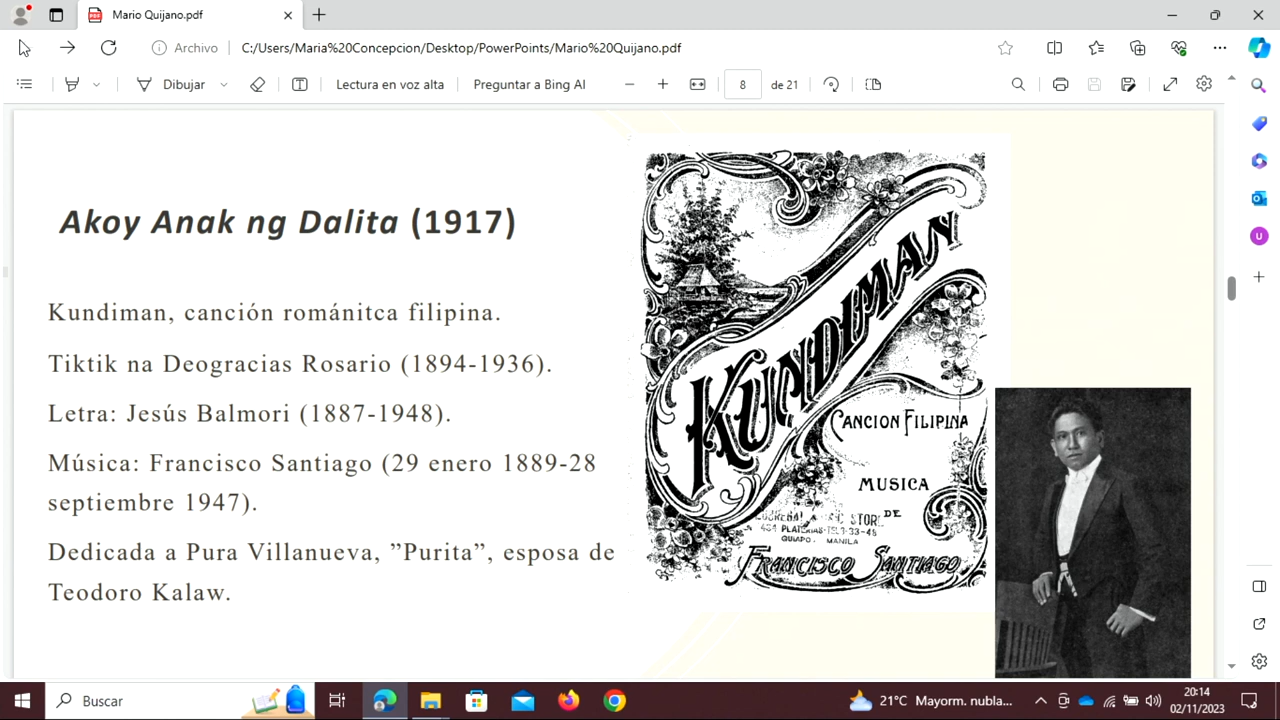 Mario Quijano.pdf
Archivo
C:/Users/Maria%20Concepcion/Desktop/PowerPoints/Mario%20Quijano.pdf
Dibujar
Lectura en voz alta
Preguntar a Bing AI
8
de 21
Akoy Anak ng Dalita (1917)
Kundiman, canción románitca filipina.
Tiktik na Deogracias Rosario (1894-1936).
Letra: Jesús Balmori (1887-1948).
Música: Francisco Santiago (29 enero 1889-28
septiembre 1947).
Dedicada a Pura Villanueva, ”Purita”, esposa de
Teodoro Kalaw.
KUNDIMAN
CANCION FILIPINA
MUSICA
DE
QUIAPO. MANILA
FRANCISCO SANTIAGO
U
Buscar
21°C Mayorm. nubla...
20:14
02/11/2023